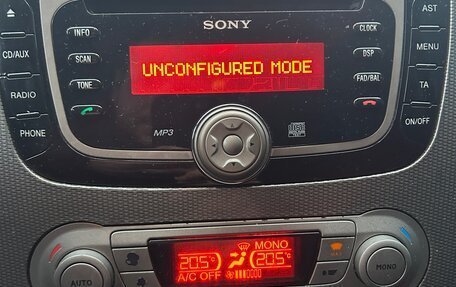 SONY
AST
INFO
CLOCK
CD/AUX
MENU
SCAN
DSP
UNCONFIGURED MODE
TONE
FAD/BAL
RADIO
TA
PHONE
MP3
ON/OFF
MONO
20.5°C
20.5°C
A/C OFF
A/C
MONO